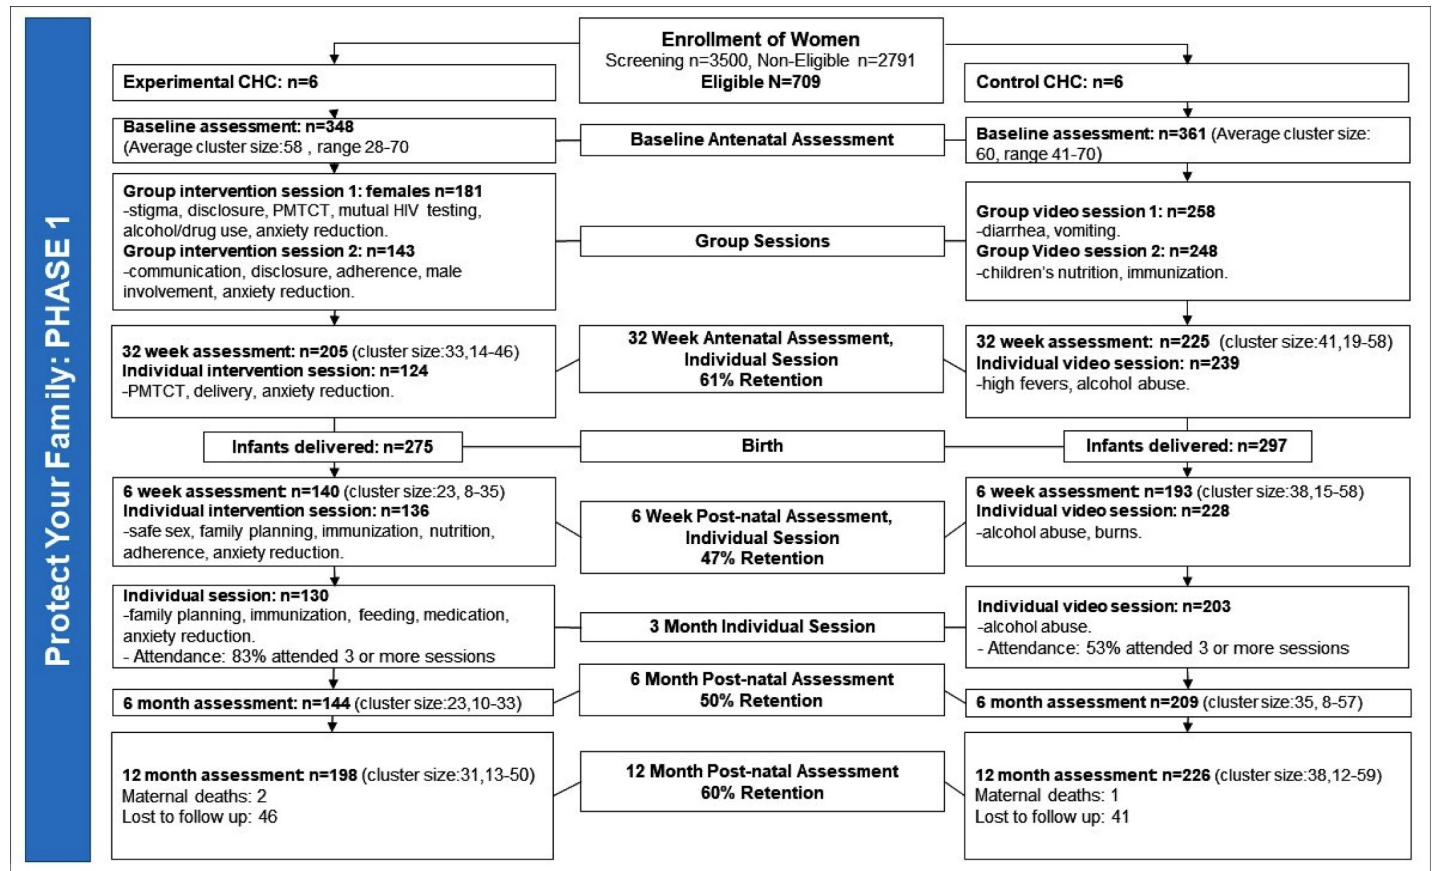 Protect Your Family: PHASE 1
Enrollment of Women
Screening n=3500, Non-Eligible n=2791
Eligible N=709
Experimental CHC: n=6
Control CHC: n=6
Baseline assessment: n=348
(Average cluster size:58 , range 28-70
Baseline Antenatal Assessment
Baseline assessment: n=361 (Average cluster size:
60, range 41-70)
Group intervention session 1: females n=181
-stigma, disclosure, PMTCT, mutual HIV testing,
alcohol/drug use, anxiety reduction.
Group intervention session 2: n=143
-communication, disclosure, adherence, male
involvement, anxiety reduction.
Group Sessions
Group video session 1: n=258
-diarrhea, vomiting.
Group Video session 2: n=248
-children's nutrition, immunization.
32 week assessment: n=205 (cluster size:33,14-46)
Individual intervention session: n=124
-PMTCT, delivery, anxiety reduction.
32 Week Antenatal Assessment,
Individual Session
61% Retention
32 week assessment: n=225 (cluster size:41,19-58)
Individual video session: n=239
-high fevers, alcohol abuse.
Infants delivered: n=275
Birth
Infants delivered: n=297
6 week assessment: n=140 (cluster size:23, 8-35)
Individual intervention session: n=136
-safe sex, family planning, immunization, nutrition,
adherence, anxiety reduction.
6 Week Post-natal Assessment,
Individual Session
47% Retention
6 week assessment: n=193 (cluster size:38,15-58)
Individual video session: n=228
-alcohol abuse, burns.
Individual session: n=130
-family planning, immunization, feeding, medication,
anxiety reduction.
- Attendance: 83% attended 3 or more sessions
3 Month Individual Session
Individual video session: n=203
-alcohol abuse.
- Attendance: 53% attended 3 or more sessions
6 month assessment: n=144 (cluster size:23,10-33)
6 Month Post-natal Assessment
50% Retention
6 month assessment n=209 (cluster size:35, 8-57)
12 month assessment: n=198 (cluster size:31,13-50)
Maternal deaths: 2
Lost to follow up: 46
12 Month Post-natal Assessment
60% Retention
12 month assessment: n=226 (cluster size:38,12-59)
Maternal deaths: 1
Lost to follow up: 41